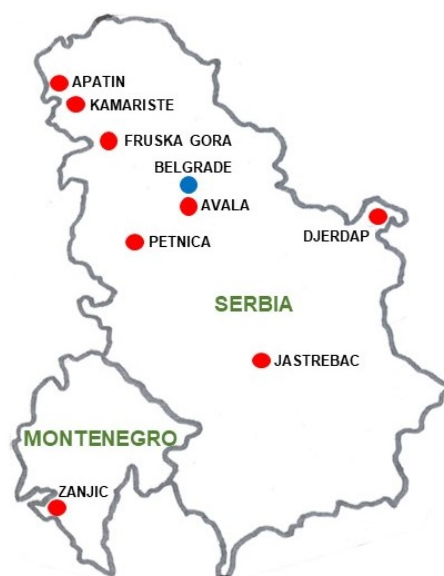 APATIN
KAMARISTE
FRUSKA GORA
BELGRADE
AVALA
DJERDAP
PETNICA
SERBIA
JASTREBAC
MONTENEGRO
ZANJIC